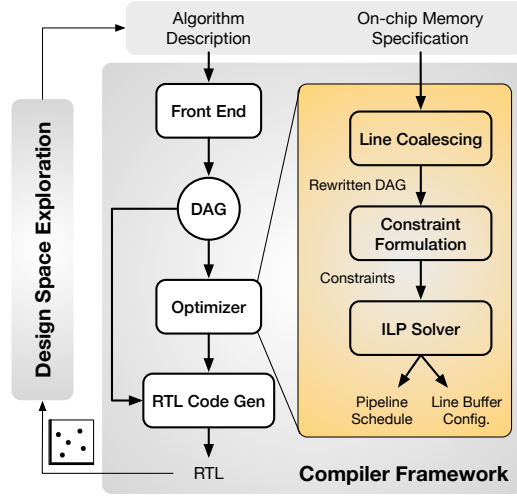 Algorithm
Description
On-chip Memory
Specification
Design Space Exploration
Front End
DAG
Optimizer
RTL Code Gen
RTL
Line Coalescing
Rewritten DAG
Constraint
Formulation
Constraints
ILP Solver
Pipeline
Schedule
Line Buffer
Config.
Compiler Framework